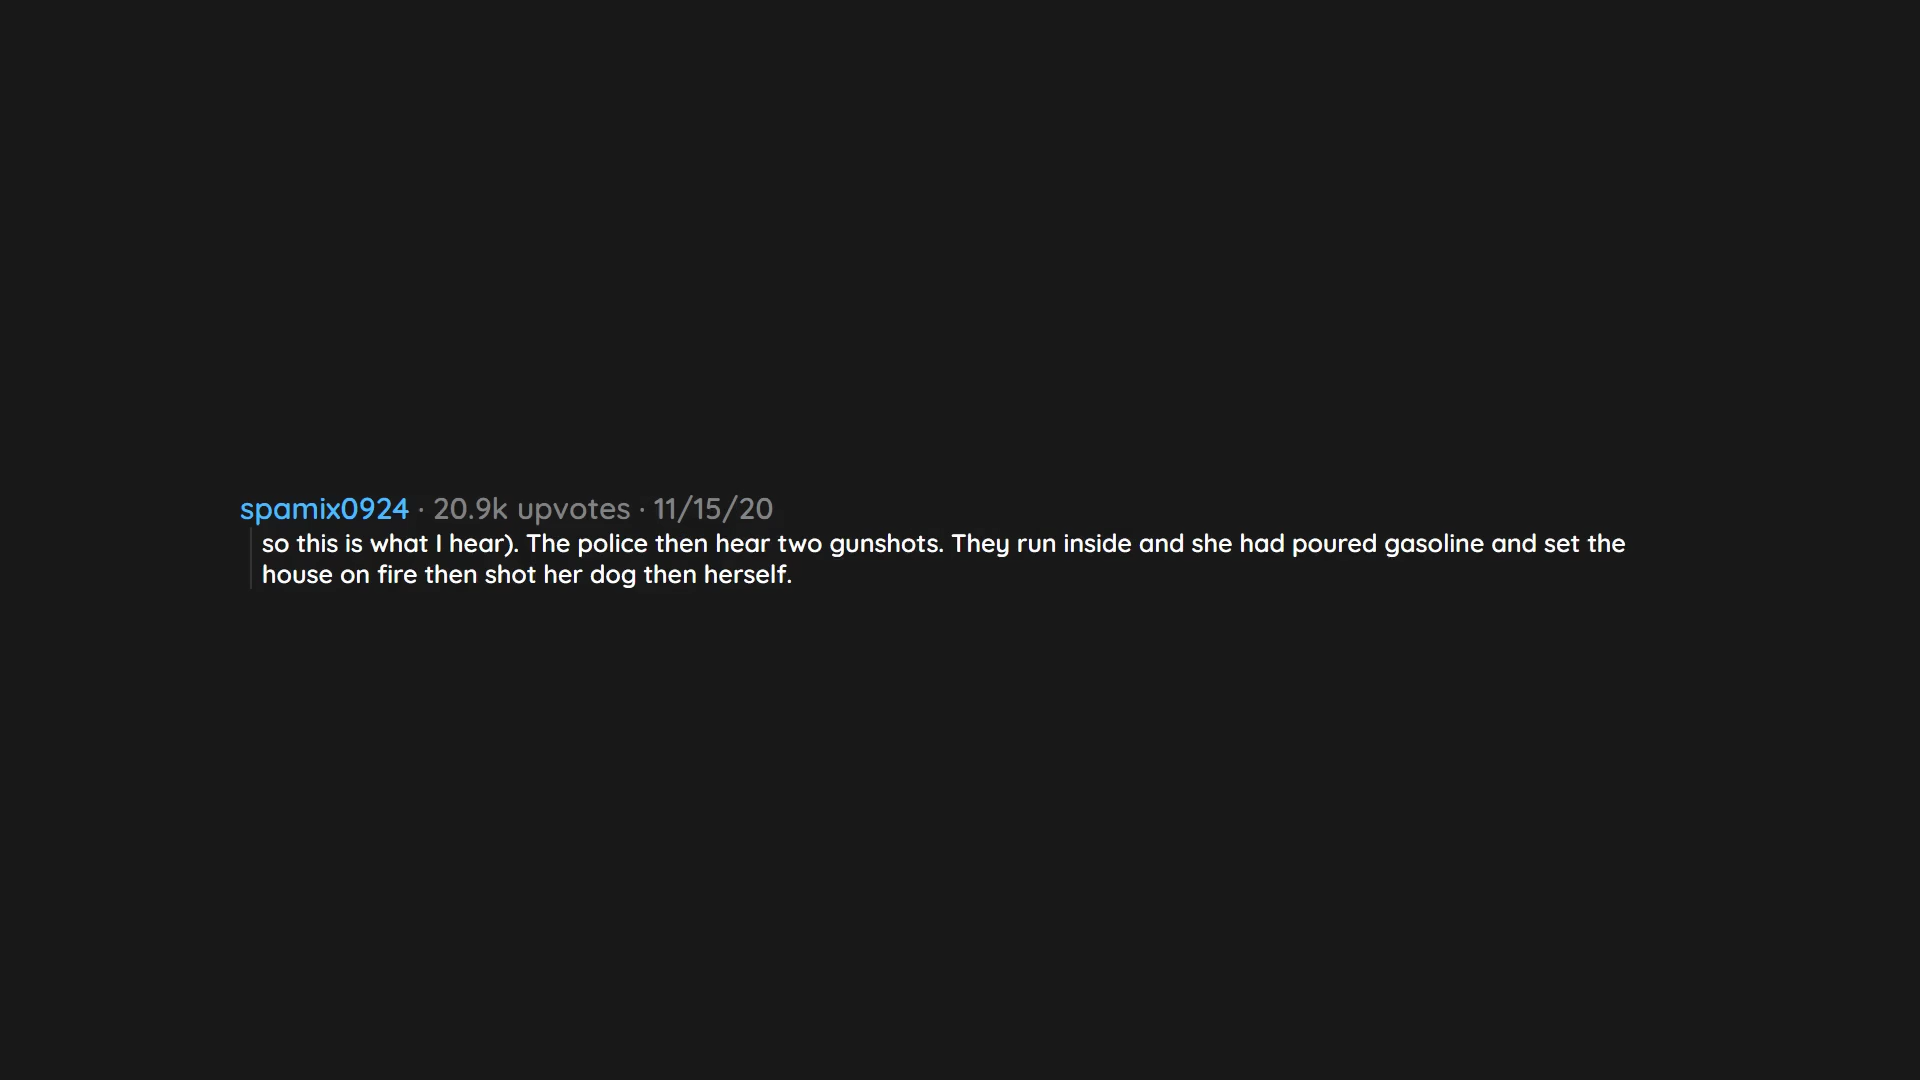 spamix0924 · 20.9k upvotes · 11/15/20
so this is what I hear). The police then hear two gunshots. They run inside and she had poured gasoline and set the
house on fire then shot her dog then herself.